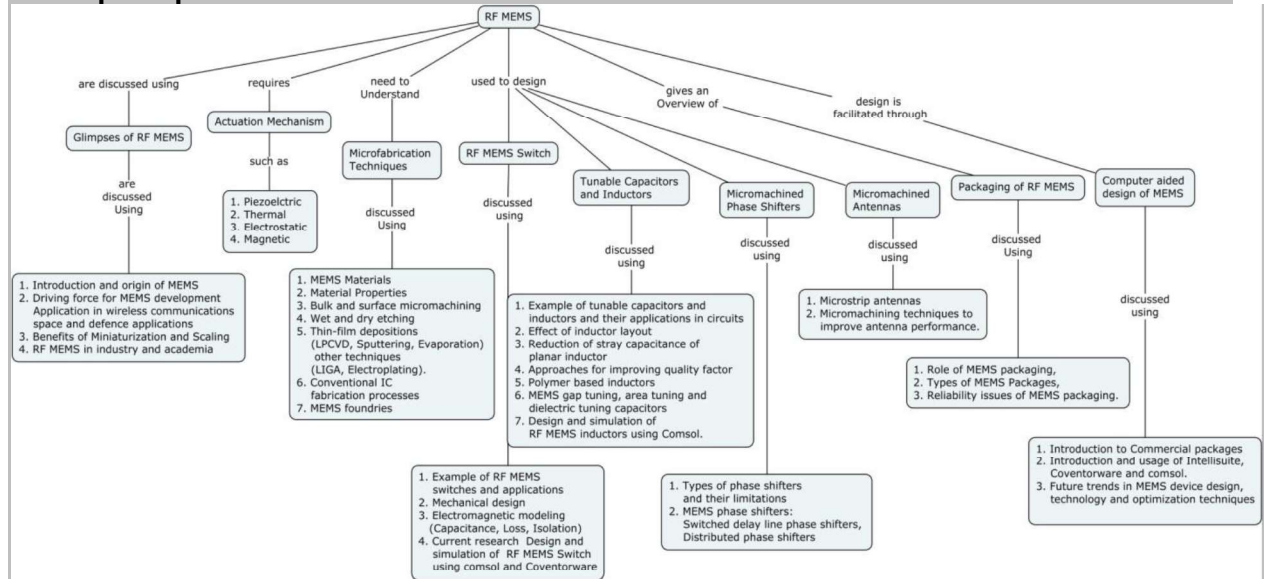 RF MEMS
are discussed using
requires
need to
Understand
used to design
gives an
Overview of
design is
facilitated through
Glimpses of RF MEMS
Actuation Mechanism
Microfabrication
Techniques
RF MEMS Switch
Tunable Capacitors
and Inductors
Micromachined
Phase Shifters
Micromachined
Antennas
Packaging of RF MEMS
Computer aided
design of MEMS
are
discussed
Using
such as
discussed
Using
discussed
using
discussed
using
discussed
using
discussed
using
discussed
Using
discussed
using
1. Piezoelctric
2. Thermal
3. Electrostatic
4. Magnetic
1. Introduction and origin of MEMS
2. Driving force for MEMS development
Application in wireless communications
space and defence applications
3. Benefits of Miniaturization and Scaling
4. RF MEMS in industry and academia
1. MEMS Materials
2. Material Properties
3. Bulk and surface micromachining
4. Wet and dry etching
5. Thin-film depositions
(LPCVD, Sputtering, Evaporation)
other techniques
(LIGA, Electroplating).
6. Conventional IC
fabrication processes
7. MEMS foundries
1. Example of RF MEMS
switches and applications
2. Mechanical design
3. Electromagnetic modeling
(Capacitance, Loss, Isolation)
4. Current research Design and
simulation of RF MEMS Switch
using comsol and Coventorware
1. Example of tunable capacitors and
inductors and their applications in circuits
2. Effect of inductor layout
3. Reduction of stray capacitance of
planar inductor
4. Approaches for improving quality factor
5. Polymer based inductors
6. MEMS gap tuning, area tuning and
dielectric tuning capacitors
7. Design and simulation of
RF MEMS inductors using Comsol.
1. Types of phase shifters
and their limitations
2. MEMS phase shifters:
Switched delay line phase shifters,
Distributed phase shifters
1. Microstrip antennas
2. Micromachining techniques to
improve antenna performance.
1. Role of MEMS packaging,
2. Types of MEMS Packages,
3. Reliability issues of MEMS packaging.
1. Introduction to Commercial packages
2. Introduction and usage of Intellisuite,
Coventorware and comsol.
3. Future trends in MEMS device design,
technology and optimization techniques